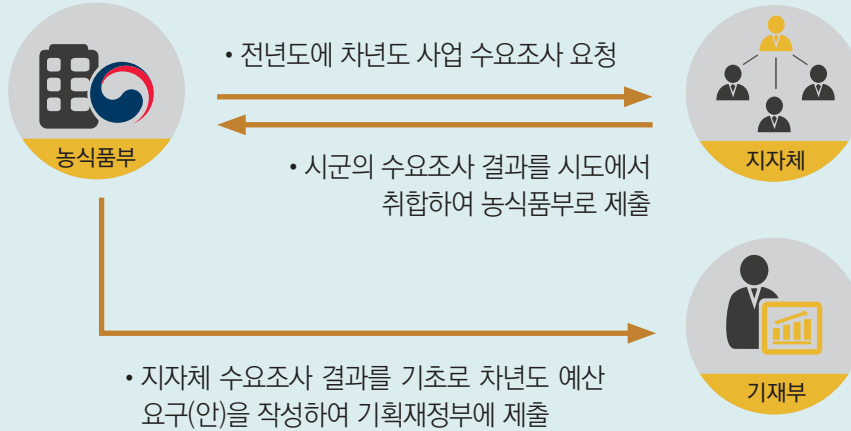 • 전년도에 차년도 사업 수요조사 요청
농식품부
지자체
• 시군의 수요조사 결과를 시도에서
취합하여 농식품부로 제출
기재부
• 지자체 수요조사 결과를 기초로 차년도 예산
요구(안)을 작성하여 기획재정부에 제출